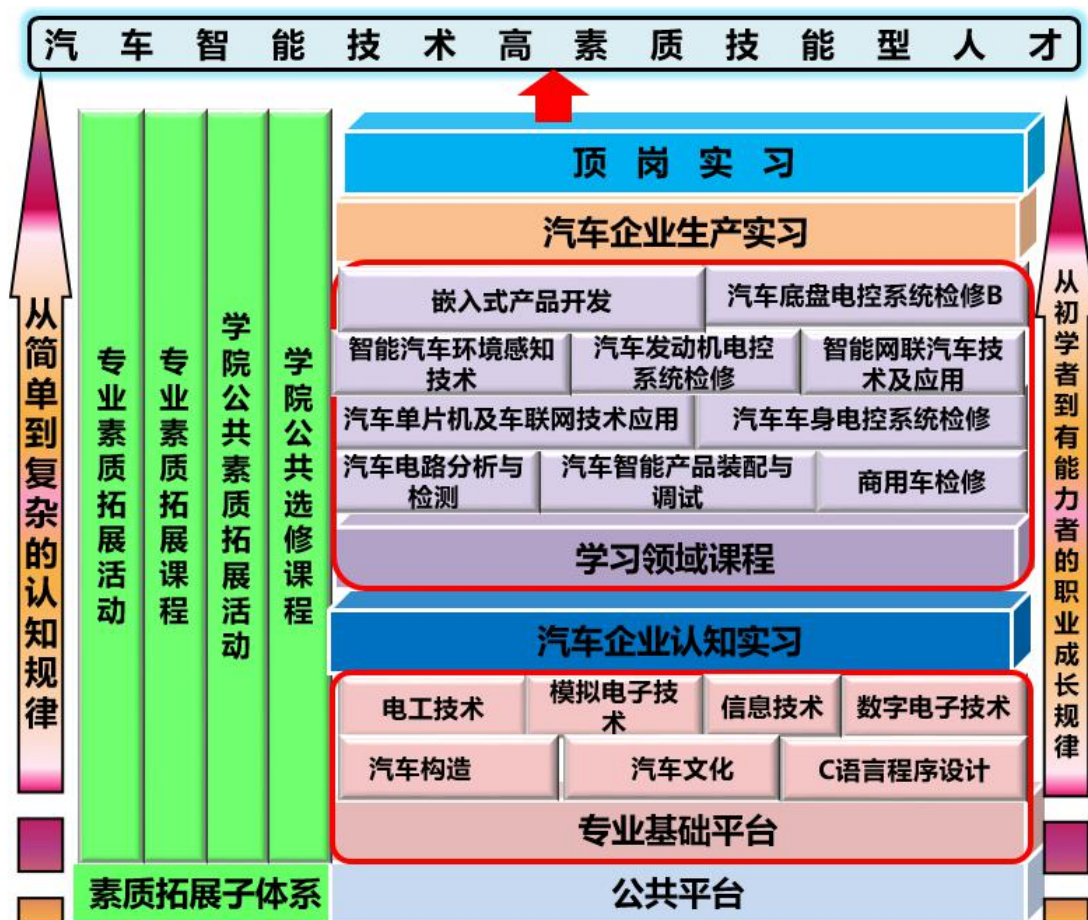 汽车智能技术高素质技能型人才
从简单到复杂的认知规律
专业素质拓展活动
专业素质拓展课程
学院公共素质拓展活动
学院公共选修课程
素质拓展子体系
顶岗实习
汽车企业生产实习
嵌入式产品开发
汽车底盘电控系统检修B
智能汽车环境感知
技术
汽车发动机电控
系统检修
智能网联汽车技
术及应用
汽车单片机及车联网技术应用
汽车车身电控系统检修
汽车电路分析与
检测
汽车智能产品装配与
调试
商用车检修
学习领域课程
汽车企业认知实习
电工技术
模拟电子技
术
信息技术
数字电子技术
汽车构造
汽车文化
C语言程序设计
专业基础平台
公共平台
从初学者到有能力者的职业成长规律